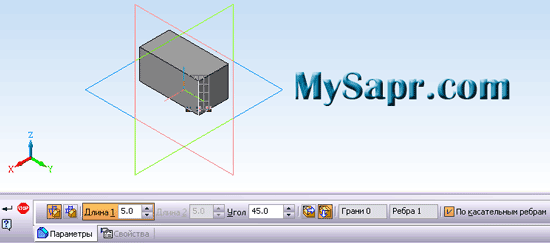 MySapr.com
Z
X
Y
STOP
Длина 1 5.0 Длина 2 5.0 Угол 45.0 Грани 0 Ребра 1 По касательным ребрам
Параметры Свойства